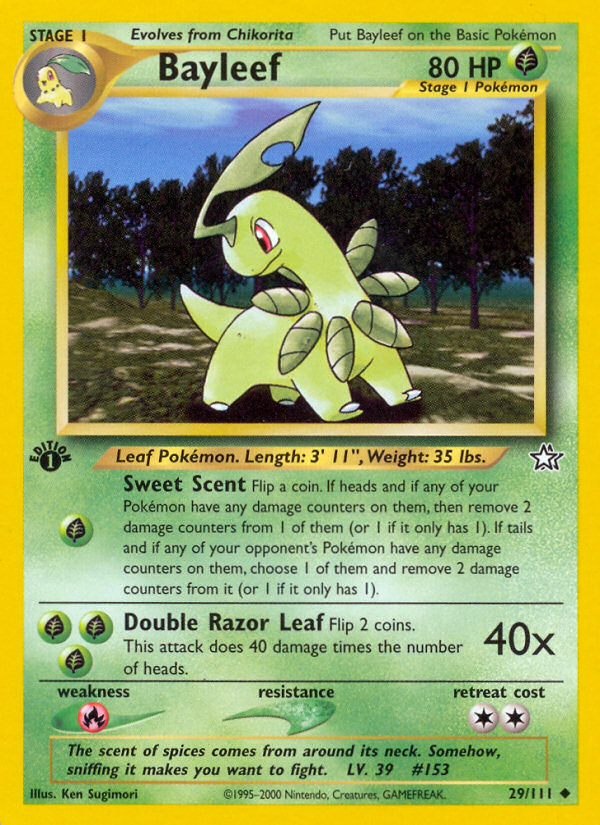 STAGE 1 Evolves from Chikorita Put Bayleef on the Basic Pokémon
Bayleef 80 HP
Stage 1 Pokémon
EDITION
1
Leaf Pokémon. Length: 3' 11", Weight: 35 lbs.
Sweet Scent Flip a coin. If heads and if any of your
Pokémon have any damage counters on them, then remove 2
damage counters from 1 of them (or 1 if it only has 1). If tails
and if any of your opponent's Pokémon have any damage
counters on them, choose 1 of them and remove 2 damage
counters from it (or 1 if it only has 1).
Double Razor Leaf Flip 2 coins.
This attack does 40 damage times the number
of heads.
40x
weakness resistance retreat cost
The scent of spices comes from around its neck. Somehow,
sniffing it makes you want to fight. LV. 39 #153
Illus. Ken Sugimori ©1995-2000 Nintendo, Creatures, GAMEFREAK. 29/111